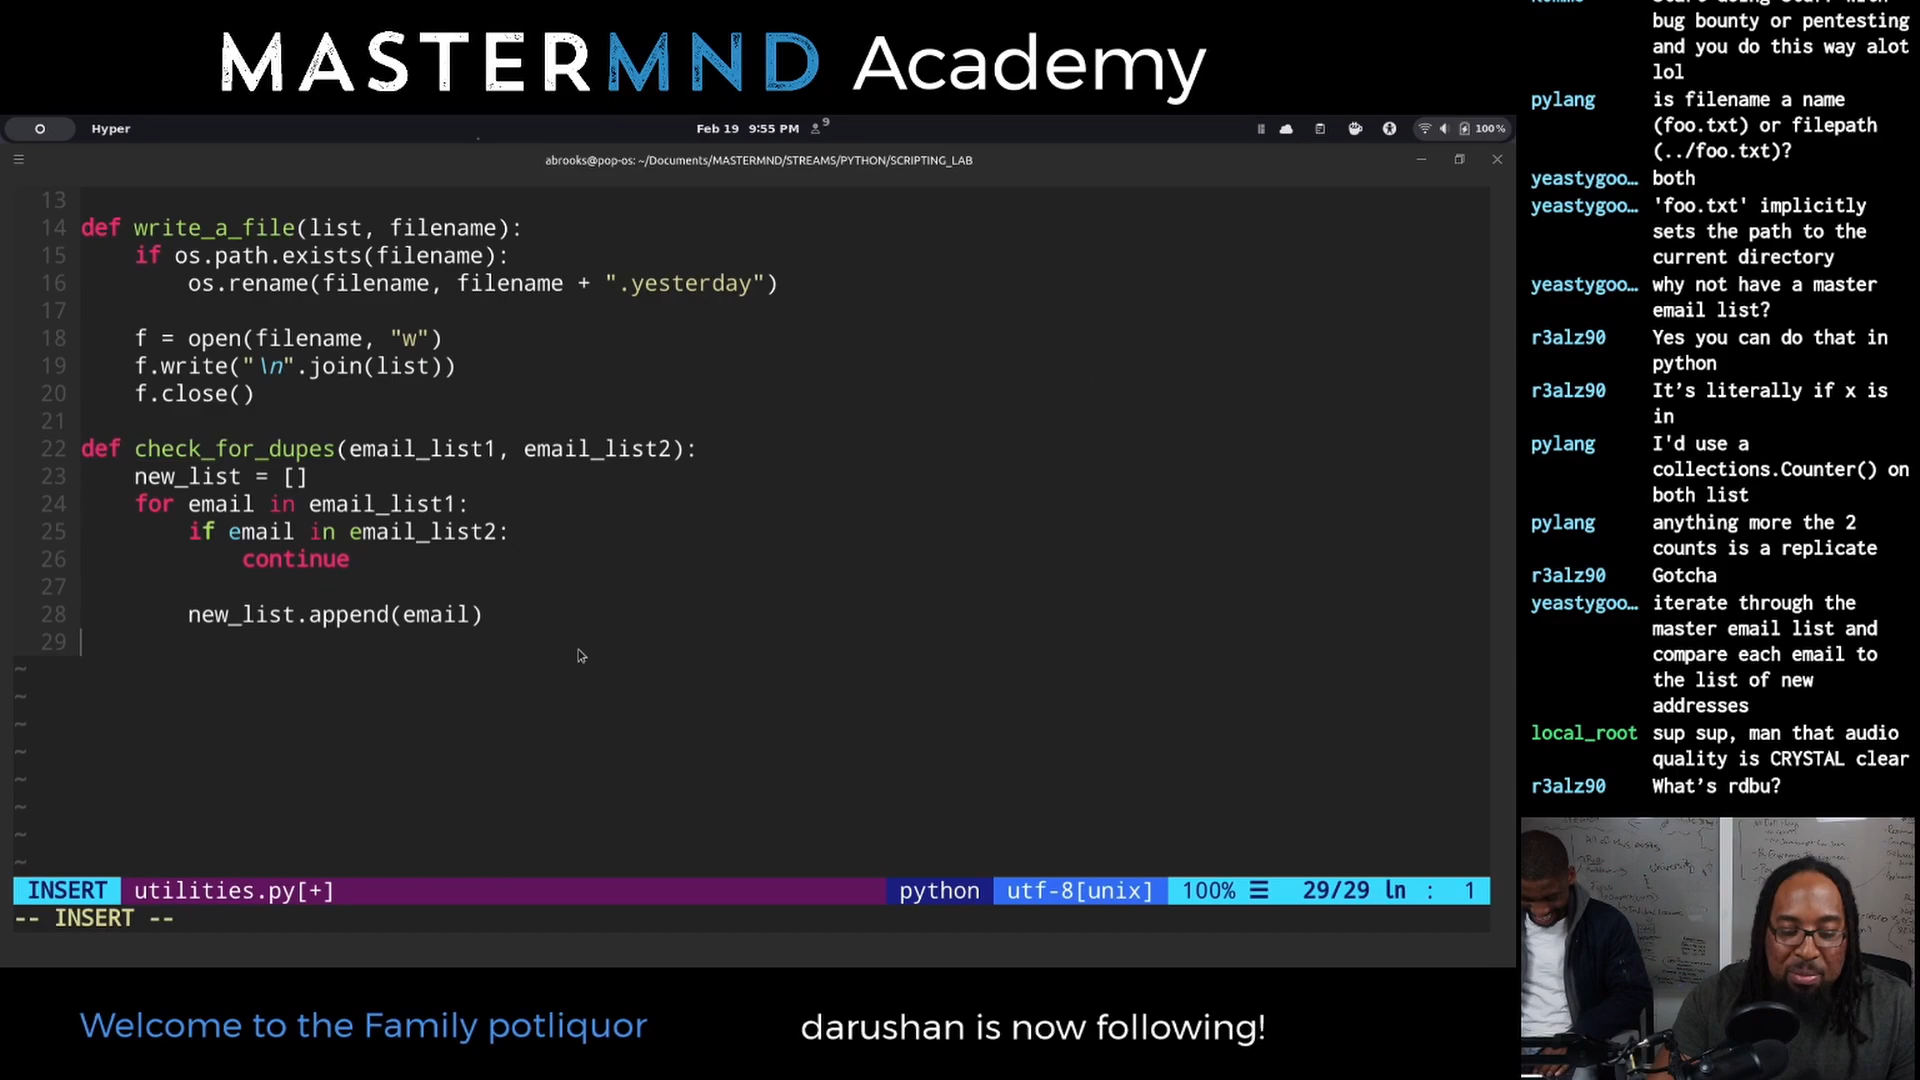 MASTERMND Academy
Hyper
Feb 19 9:55 PM
9
100%
abrooks@pop-os: ~/Documents/MASTERMND/STREAMS/PYTHON/SCRIPTING_LAB
13
14 def write_a_file(list, filename):
15 if os.path.exists(filename):
16 os.rename(filename, filename + ".yesterday")
17
18 f = open(filename, "w")
19 f.write("\n".join(list))
20 f.close()
21
22 def check_for_dupes(email_list1, email_list2):
23 new_list = []
24 for email in email_list1:
25 if email in email_list2:
26 continue
27
28 new_list.append(email)
29
~
~
~
~
~
~
~
~
INSERT utilities.py[+] python utf-8[unix] 100% ☰ 29/29 ln : 1
-- INSERT --
bug bounty or pentesting
and you do this way alot
lol
pylang is filename a name
(foo.txt) or filepath
(../foo.txt)?
yeastygoo… both
yeastygoo… 'foo.txt' implicitly
sets the path to the
current directory
yeastygoo… why not have a master
email list?
r3alz90 Yes you can do that in
python
r3alz90 It’s literally if x is
in
pylang I'd use a
collections.Counter() on
both list
pylang anything more the 2
counts is a replicate
r3alz90 Gotcha
yeastygoo… iterate through the
master email list and
compare each email to
the list of new
addresses
local_root sup sup, man that audio
quality is CRYSTAL clear
r3alz90 What’s rdbu?
Welcome to the Family potliquor
darushan is now following!